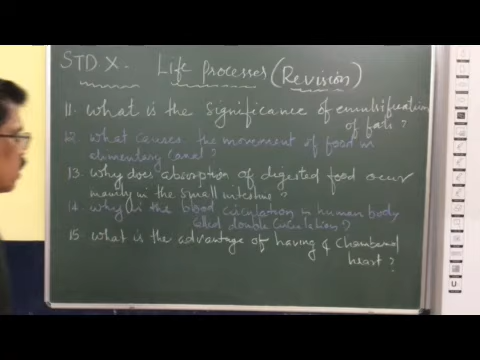 STD. X. Life Processes (Revision)
11. What is the significance of emulsification
of fats?
12. What causes the movement of food in
alimentary canal?
13. Why does absorption of digested food occur
mainly in the small intestine?
14. Why is the blood circulation in human body
called double circulation?
15. What is the advantage of having 4 chambered
heart?